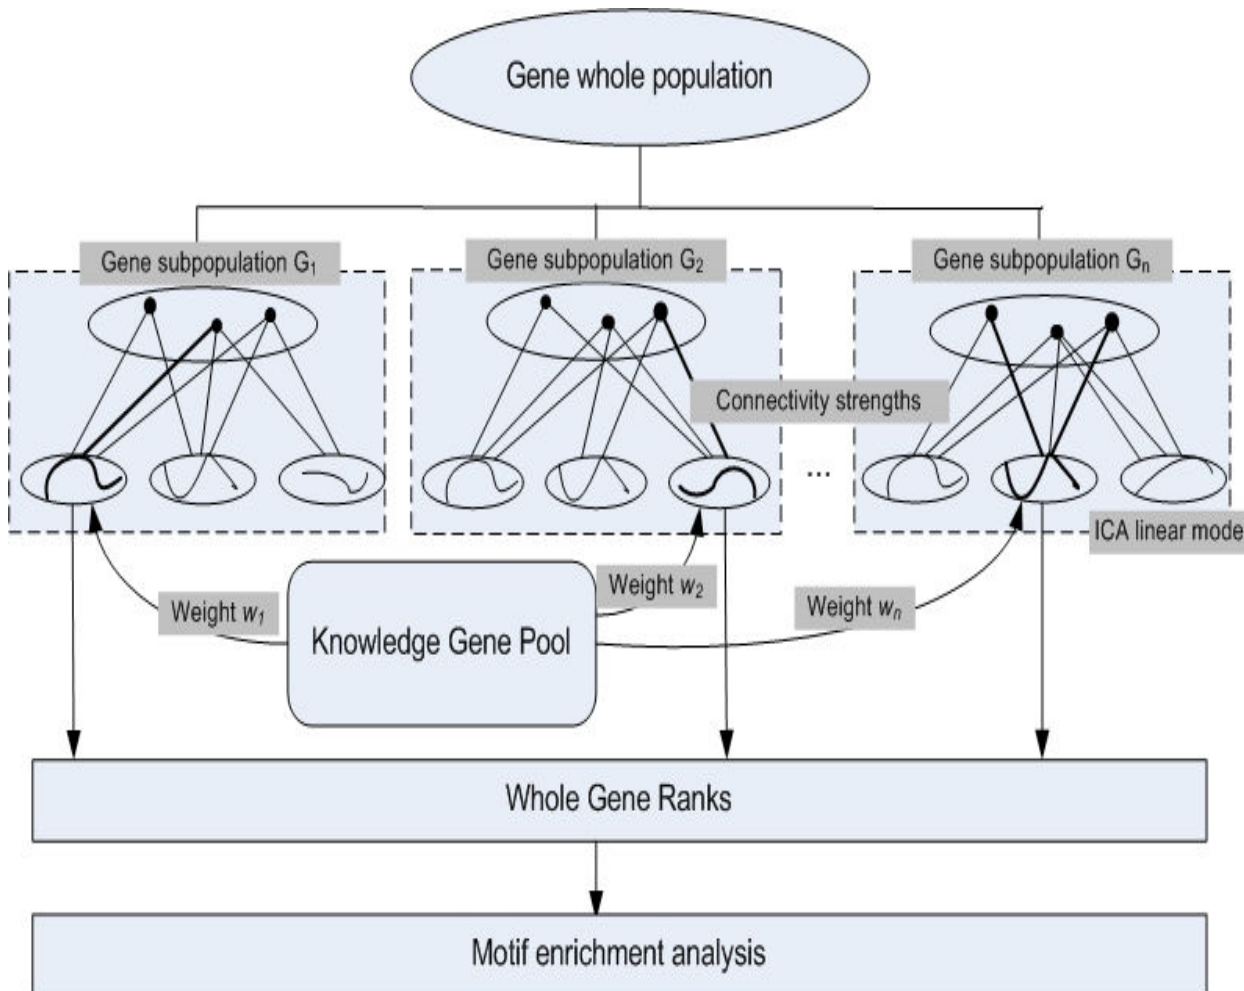 Gene whole population
Gene subpopulation G1
Gene subpopulation G2
Gene subpopulation Gn
Connectivity strengths
...
ICA linear mode
Weight w1
Weight w2
Weight wn
Knowledge Gene Pool
Whole Gene Ranks
Motif enrichment analysis